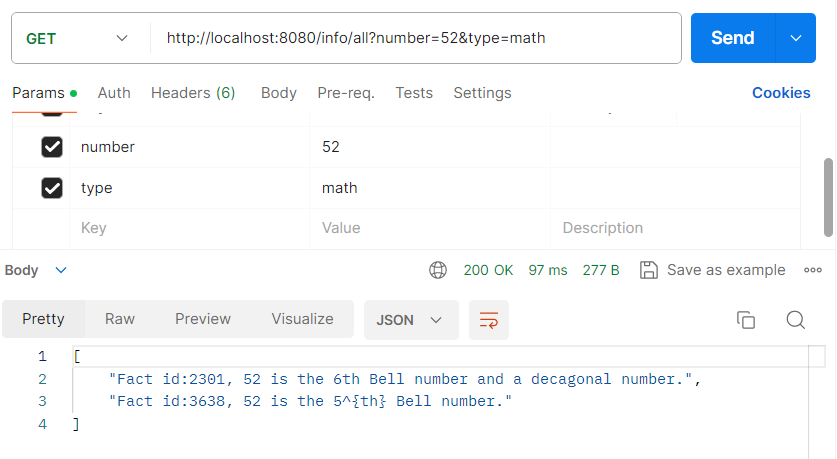 GET http://localhost:8080/info/all?number=52&type=math Send
Params Auth Headers (6) Body Pre-req. Tests Settings Cookies
number 52
type math
Key Value Description
Body 200 OK 97 ms 277 B Save as example
Pretty Raw Preview Visualize JSON
1 [
2 "Fact id:2301, 52 is the 6th Bell number and a decagonal number.",
3 "Fact id:3638, 52 is the 5^{th} Bell number."
4 ]